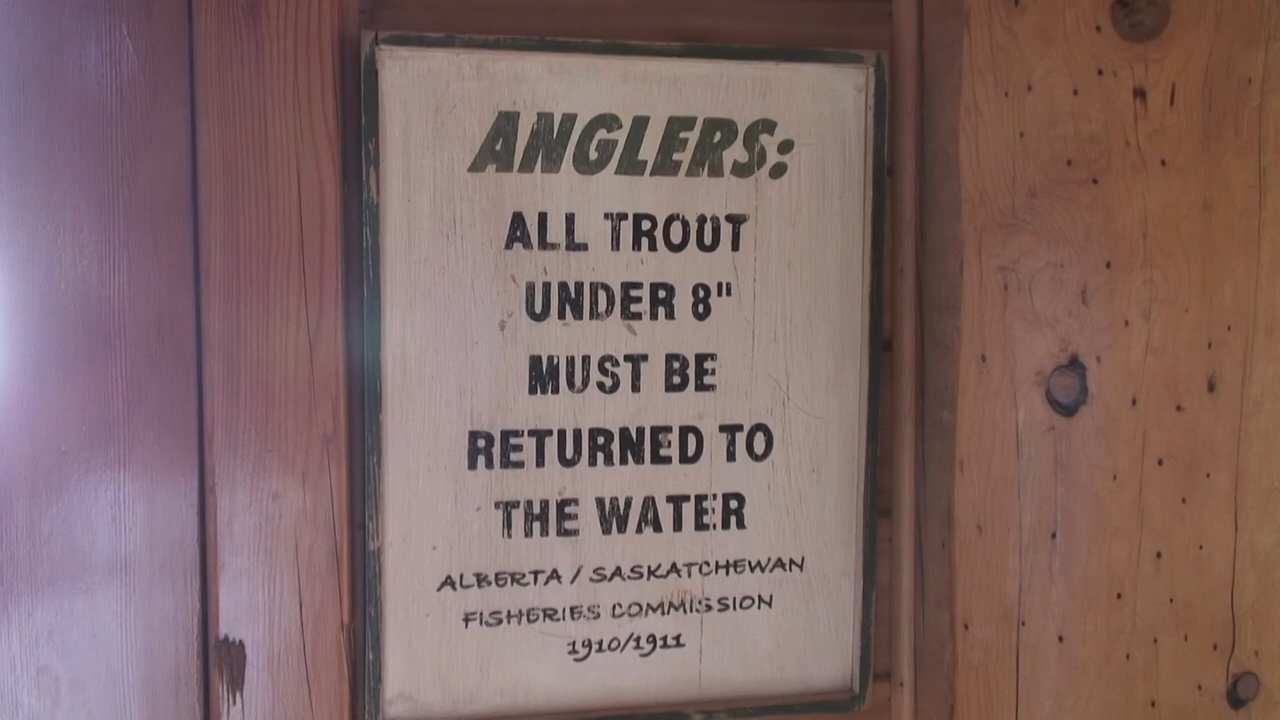 ANGLERS:
ALL TROUT
UNDER 8"
MUST BE
RETURNED TO
THE WATER
ALBERTA / SASKATCHEWAN
FISHERIES COMMISSION
1910/1911